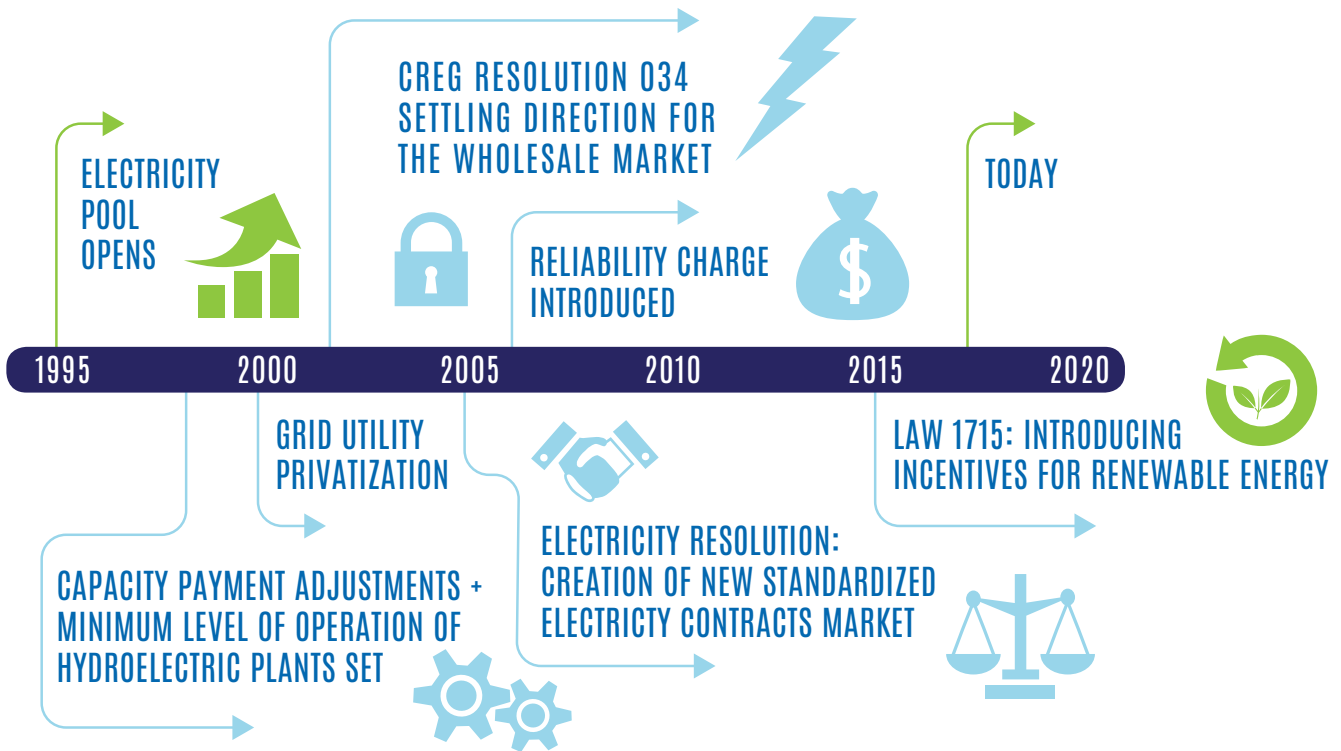 CREG RESOLUTION 034
SETTLING DIRECTION FOR
THE WHOLESALE MARKET
ELECTRICITY
POOL
OPENS
TODAY
RELIABILITY CHARGE
INTRODUCED
$
1995 2000 2005 2010 2015 2020
GRID UTILITY
PRIVATIZATION
LAW 1715: INTRODUCING
INCENTIVES FOR RENEWABLE ENERGY
ELECTRICITY RESOLUTION:
CREATION OF NEW STANDARDIZED
ELECTRICTY CONTRACTS MARKET
CAPACITY PAYMENT ADJUSTMENTS +
MINIMUM LEVEL OF OPERATION OF
HYDROELECTRIC PLANTS SET